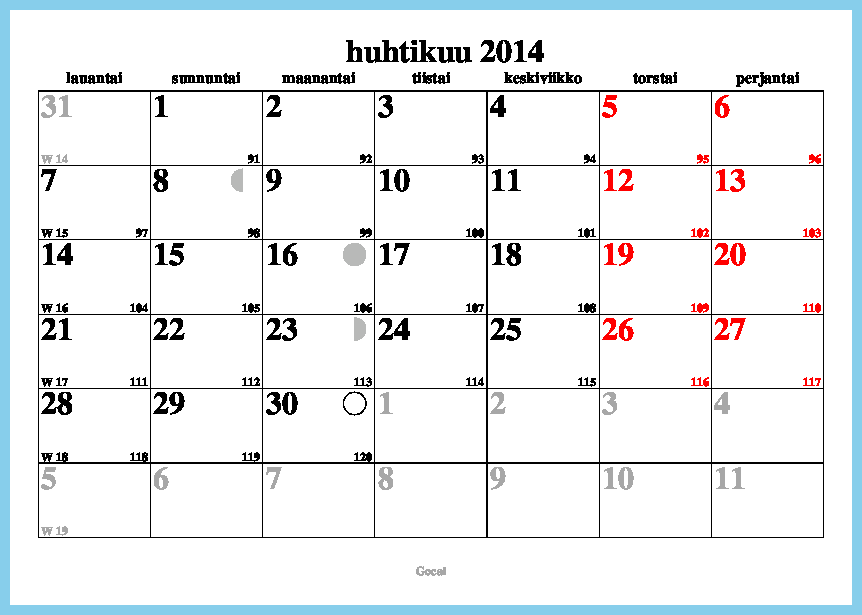 huhtikuu 2014
lauantai sunnuntai maanantai tiistai keskiviikko torstai perjantai
31 1 2 3 4 5 6
W 14 91 92 93 94 95 96
7 8 9 10 11 12 13
W 15 97 98 99 100 101 102 103
14 15 16 17 18 19 20
W 16 104 105 106 107 108 109 110
21 22 23 24 25 26 27
W 17 111 112 113 114 115 116 117
28 29 30 1 2 3 4
W 18 118 119 120
5 6 7 8 9 10 11
W 19
Gocal